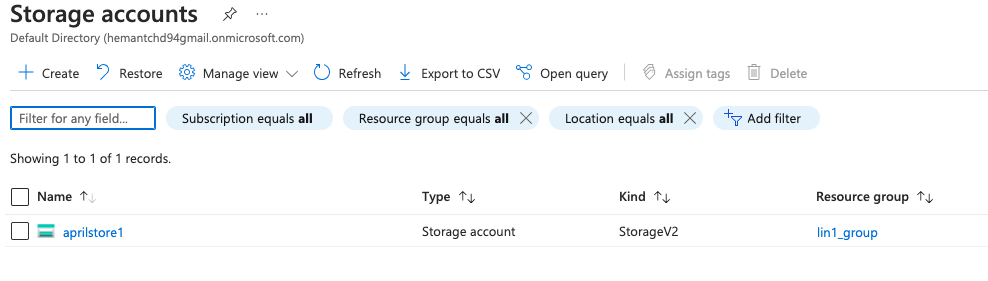 Storage accounts ...
Default Directory (hemantchd94gmail.onmicrosoft.com)
Create Restore Manage view Refresh Export to CSV Open query Assign tags Delete
Filter for any field... Subscription equals all Resource group equals all Location equals all Add filter
Showing 1 to 1 of 1 records.
Name Type Kind Resource group
aprilstore1 Storage account StorageV2 lin1_group